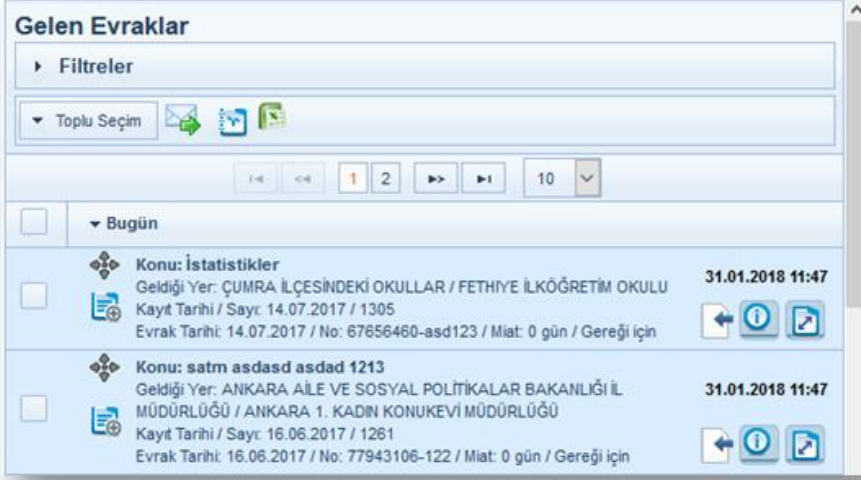 Gelen Evraklar
Filtreler
Toplu Seçim
1 2 10
Bugün
Konu: İstatistikler
Geldiği Yer: ÇUMRA İLÇESİNDEKİ OKULLAR / FETHIYE İLKÖĞRETİM OKULU
Kayıt Tarihi / Sayı: 14.07.2017 / 1305
Evrak Tarihi: 14.07.2017 / No: 67656460-asd123 / Miat: 0 gün / Gereği için
31.01.2018 11:47
Konu: satm asdasd asdad 1213
Geldiği Yer: ANKARA AİLE VE SOSYAL POLİTİKALAR BAKANLIĞI İL
MÜDÜRLÜĞÜ / ANKARA 1. KADIN KONUKEVİ MÜDÜRLÜĞÜ
Kayıt Tarihi / Sayı: 16.06.2017 / 1261
Evrak Tarihi: 16.06.2017 / No: 77943106-122 / Miat: 0 gün / Gereği için
31.01.2018 11:47